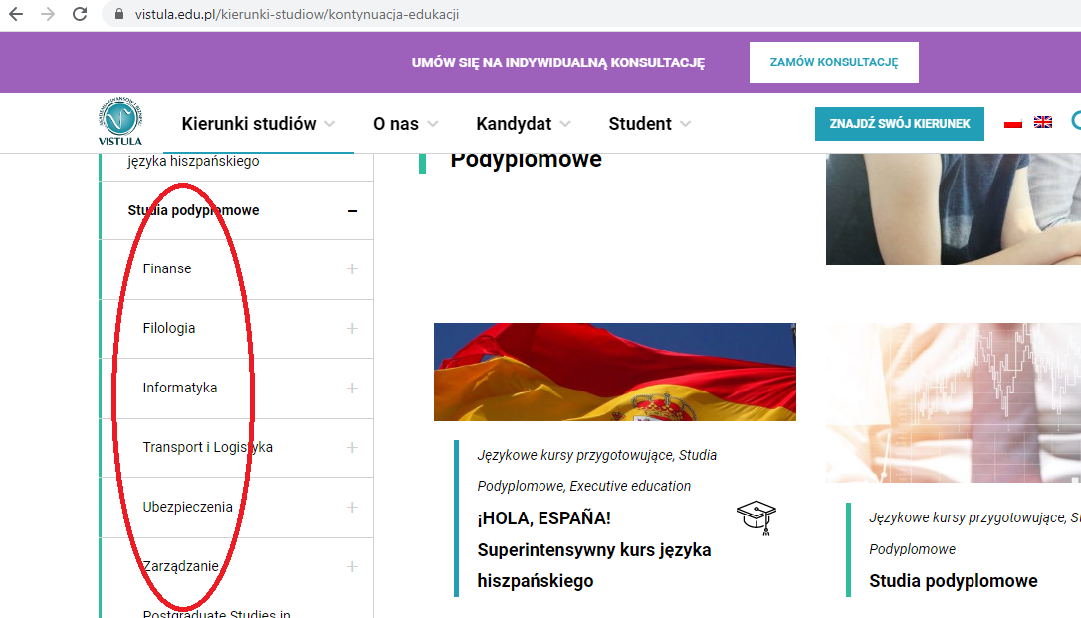 vistula.edu.pl/kierunki-studiow/kontynuacja-edukacji
UMÓW SIĘ NA INDYWIDUALNĄ KONSULTACJĘ
ZAMÓW KONSULTACJĘ
VISTULA
Kierunki studiów
O nas
Kandydat
Student
ZNAJDŹ SWÓJ KIERUNEK
języka hiszpańskiego
Studia podyplomowe
Finanse
Filologia
Informatyka
Transport i Logistyka
Ubezpieczenia
Zarządzanie
Postgraduate Studies in
Podyplomowe
Językowe kursy przygotowujące, Studia
Podyplomowe, Executive education
¡HOLA, ESPAÑA!
Superintensywny kurs języka
hiszpańskiego
Językowe kursy przygotowujące,
Podyplomowe
Studia podyplomowe